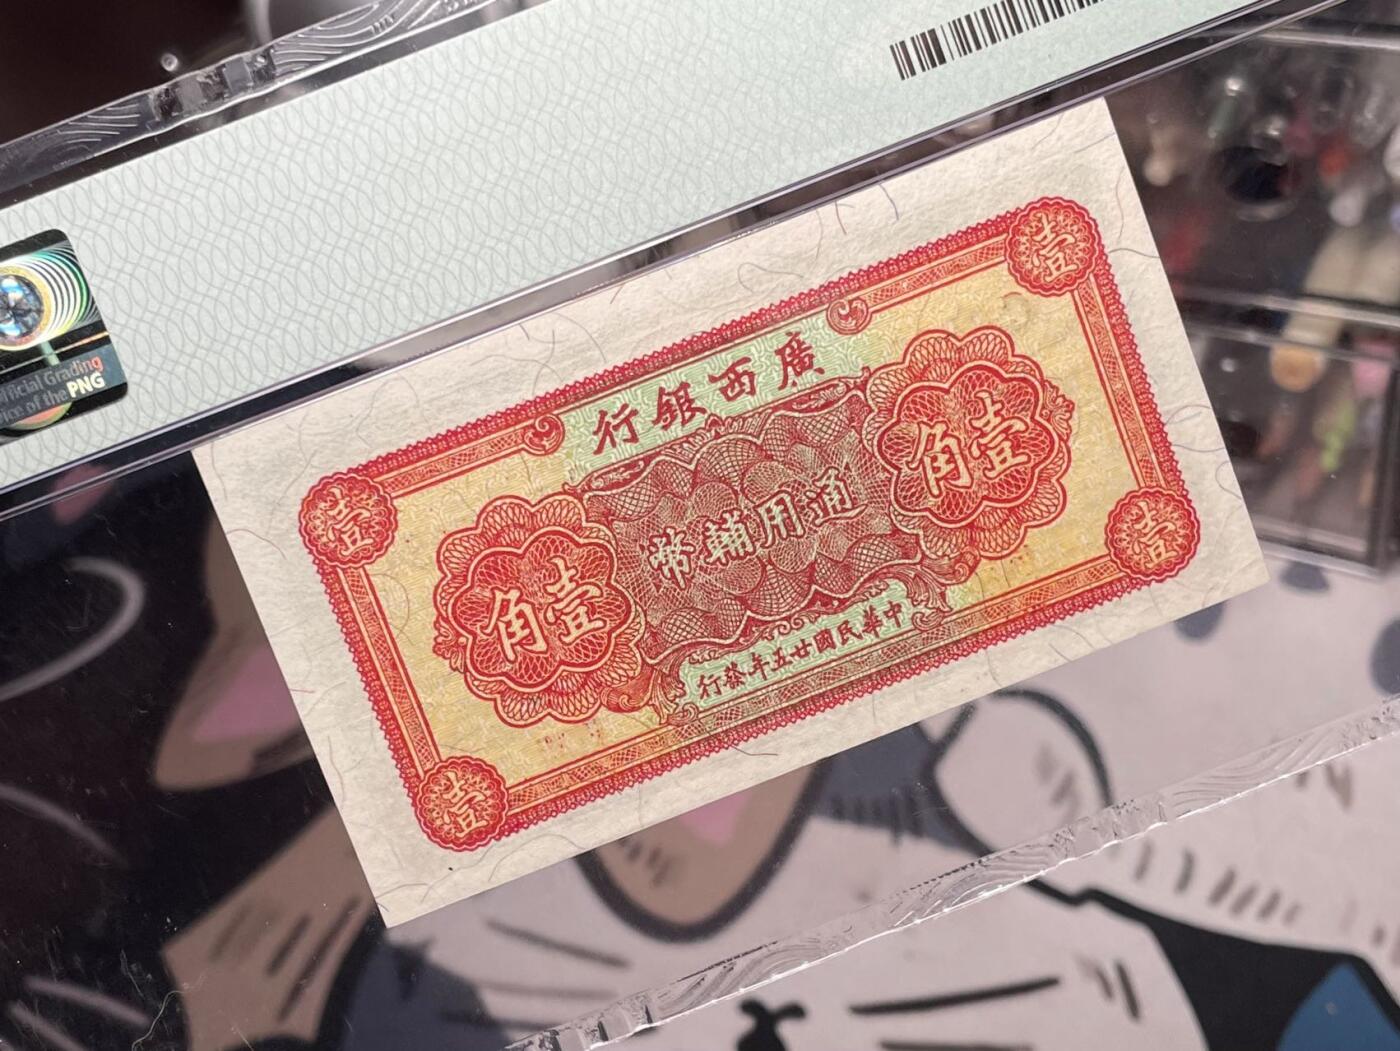 fficial Grading
ice of the PNG
壹
行銀西廣
壹
角壹
幣輔用通
角壹
行發年五廿國民華中
壹
壹